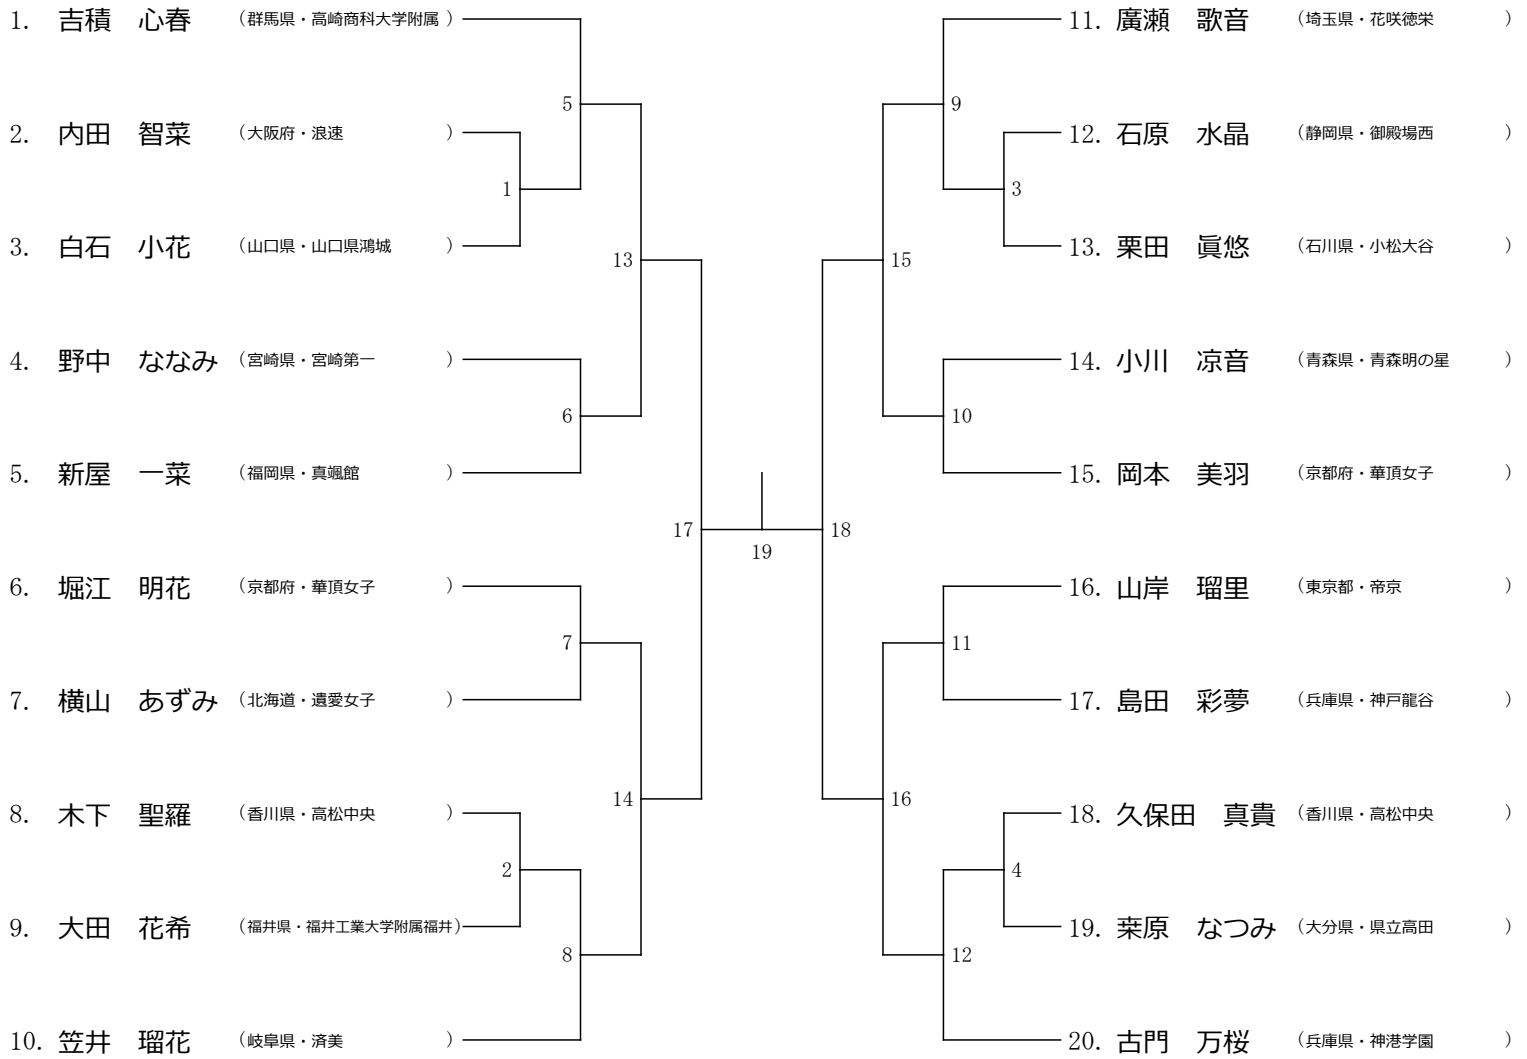 1. 吉積 心春 （群馬県・高崎商科大学附属 ）
2. 内田 智菜 （大阪府・浪速 ）
3. 白石 小花 （山口県・山口県鴻城 ）
4. 野中 ななみ （宮崎県・宮崎第一 ）
5. 新屋 一菜 （福岡県・真颯館 ）
6. 堀江 明花 （京都府・華頂女子 ）
7. 横山 あずみ （北海道・遺愛女子 ）
8. 木下 聖羅 （香川県・高松中央 ）
9. 大田 花希 （福井県・福井工業大学附属福井）
10. 笠井 瑠花 （岐阜県・済美 ）
5
1
13
6
17
7
14
2
8
19
9
3
15
10
18
11
16
4
12
11. 廣瀬 歌音 （埼玉県・花咲徳栄 ）
12. 石原 水晶 （静岡県・御殿場西 ）
13. 栗田 眞悠 （石川県・小松大谷 ）
14. 小川 凉音 （青森県・青森明の星 ）
15. 岡本 美羽 （京都府・華頂女子 ）
16. 山岸 瑠里 （東京都・帝京 ）
17. 島田 彩夢 （兵庫県・神戸龍谷 ）
18. 久保田 真貴 （香川県・高松中央 ）
19. 桒原 なつみ （大分県・県立高田 ）
20. 古門 万桜 （兵庫県・神港学園 ）